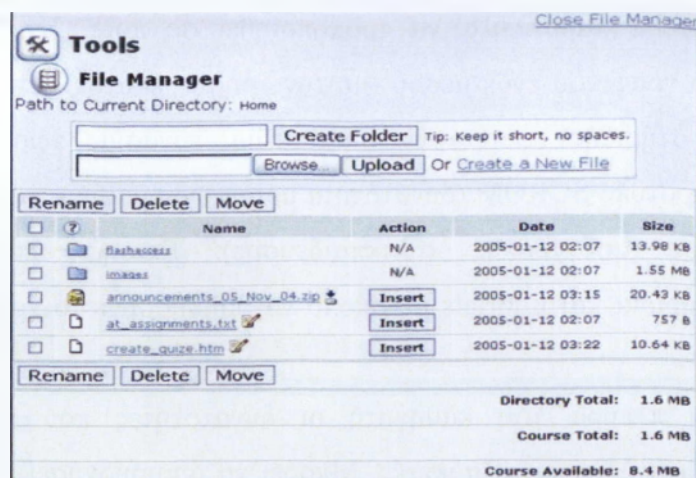 Close File Manager
Tools
File Manager
Path to Current Directory: Home
Create Folder Tip: Keep it short, no spaces.
Browse... Upload Or Create a New File
Rename Delete Move
Name Action Date Size
flashaccess N/A 2005-01-12 02:07 13.98 KB
images N/A 2005-01-12 02:07 1.55 MB
announcements_05_Nov_04.zip Insert 2005-01-12 03:15 20.43 KB
at_assignments.txt Insert 2005-01-12 02:07 757 B
create_quize.htm Insert 2005-01-12 03:22 10.64 KB
Rename Delete Move
Directory Total: 1.6 MB
Course Total: 1.6 MB
Course Available: 8.4 MB